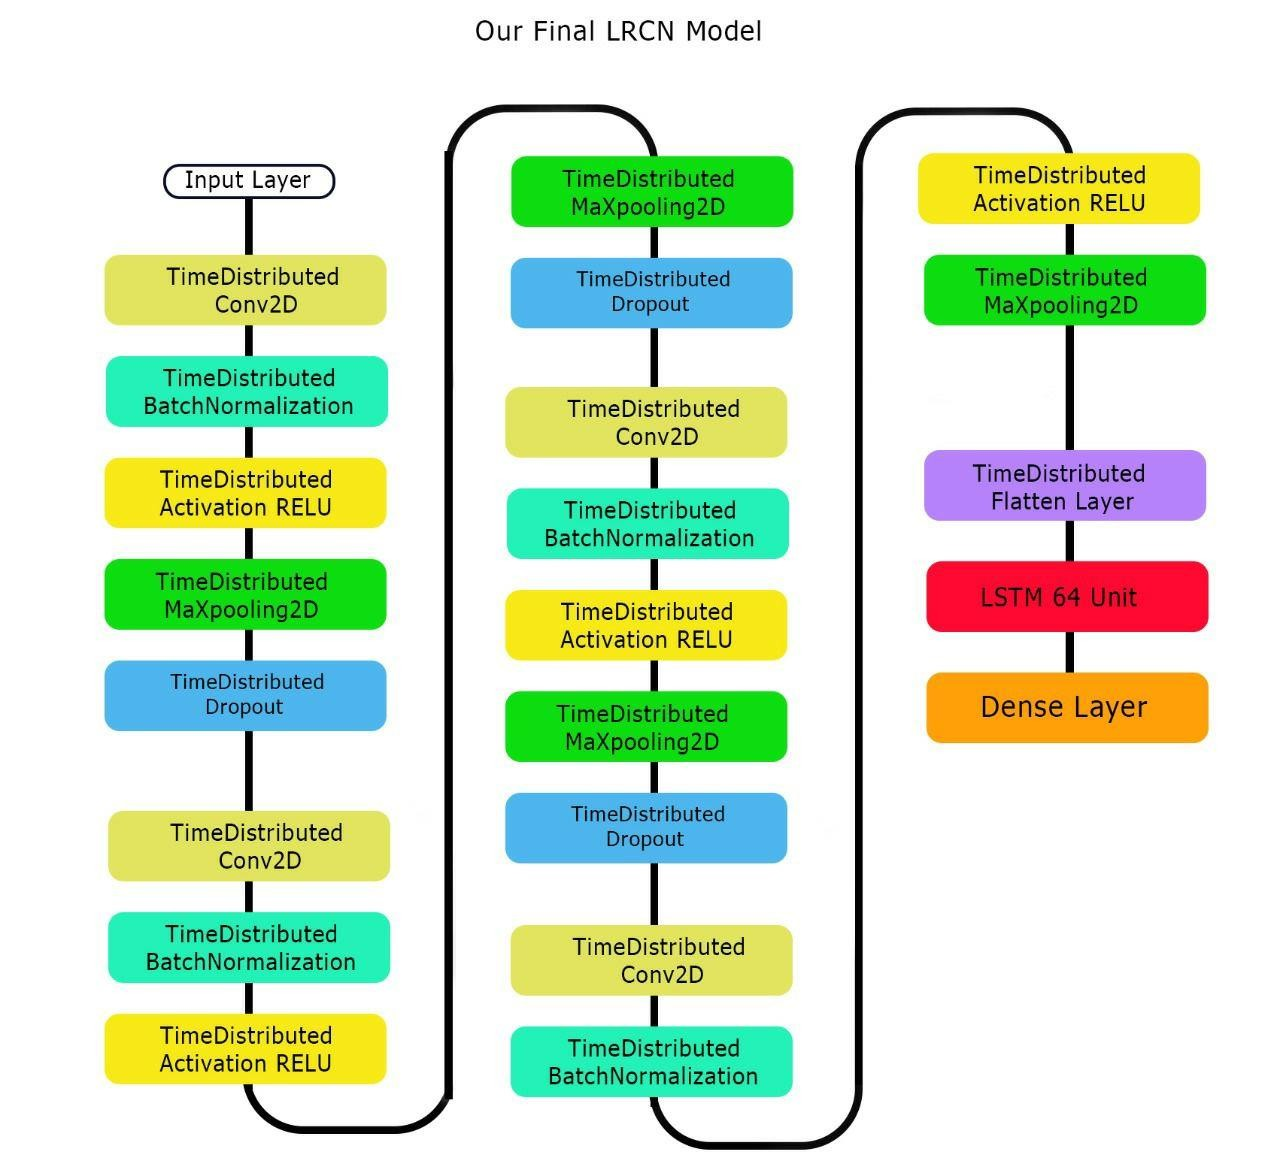 Our Final LRCN Model
Input Layer
TimeDistributed
Conv2D
TimeDistributed
BatchNormalization
TimeDistributed
Activation RELU
TimeDistributed
MaXpooling2D
TimeDistributed
Dropout
TimeDistributed
Conv2D
TimeDistributed
BatchNormalization
TimeDistributed
Activation RELU
TimeDistributed
MaXpooling2D
TimeDistributed
Dropout
TimeDistributed
Conv2D
TimeDistributed
BatchNormalization
TimeDistributed
Activation RELU
TimeDistributed
MaXpooling2D
TimeDistributed
Dropout
TimeDistributed
Conv2D
TimeDistributed
BatchNormalization
TimeDistributed
Activation RELU
TimeDistributed
MaXpooling2D
TimeDistributed
Flatten Layer
LSTM 64 Unit
Dense Layer